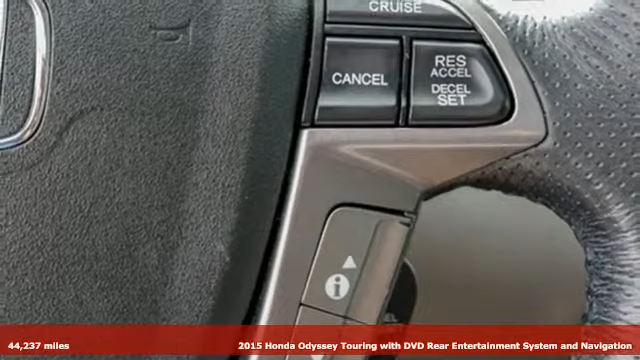 CRUISE
CANCEL
RES
ACCEL
DECEL
SET
i
44,237 miles
2015 Honda Odyssey Touring with DVD Rear Entertainment System and Navigation